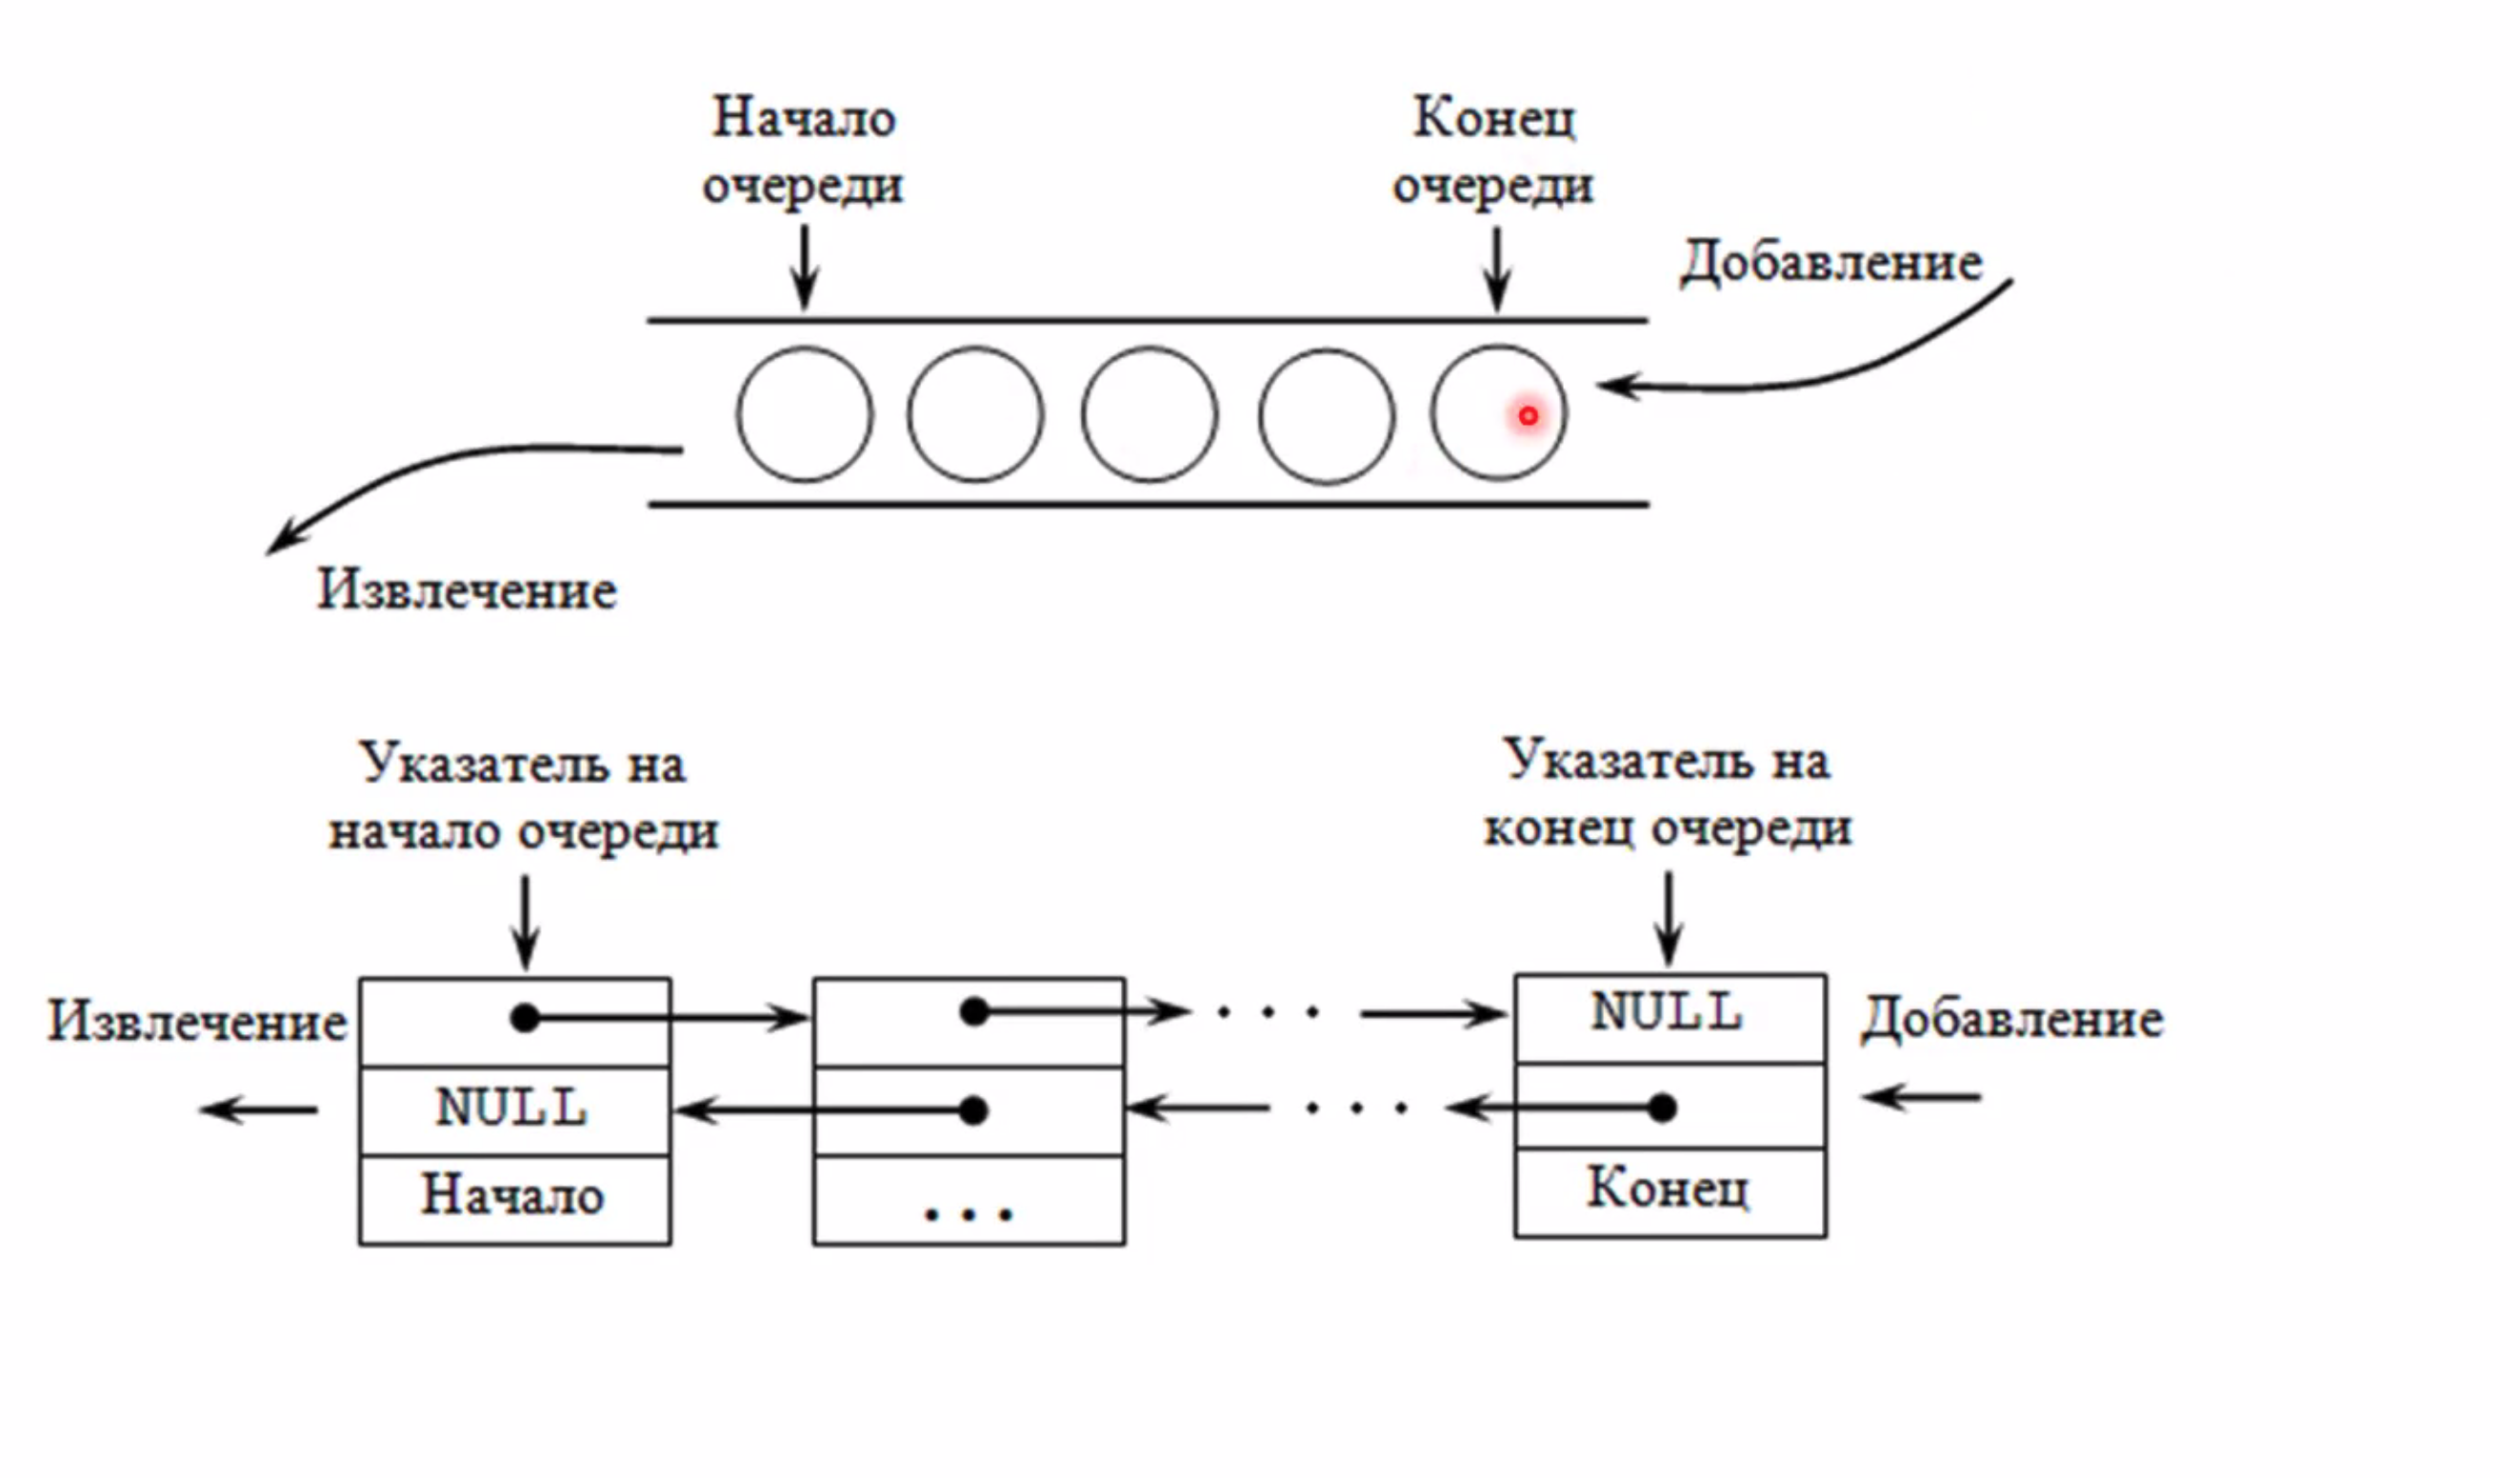 Начало
очереди
Конец
очереди
Добавление
Извлечение
Указатель на
начало очереди
Указатель на
конец очереди
Извлечение
NULL
Добавление
NULL
Начало
...
Конец